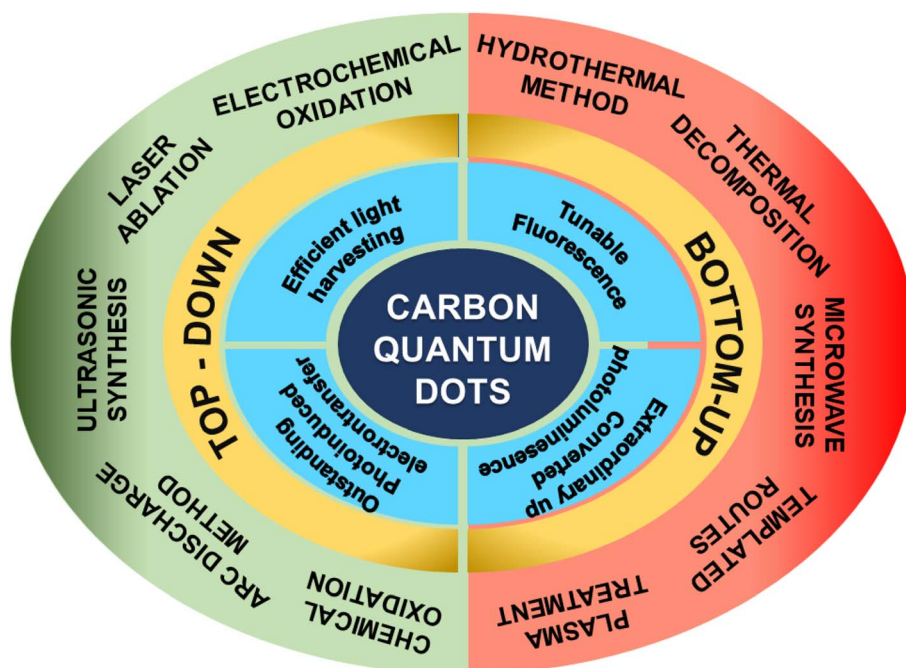 ELECTROCHEMICAL
OXIDATION
HYDROTHERMAL
METHOD
LASER
ABLATION
THERMAL
DECOMPOSITION
ULTRASONIC
SYNTHESIS
MICROWAVE
SYNTHESIS
ARC DISCHARGE
METHOD
TEMPLATED
ROUTES
CHEMICAL
OXIDATION
PLASMA
TREATMENT
TOP - DOWN
BOTTOM-UP
Efficient light
harvesting
Tunable
Fluorescence
Outstanding
Photoinduced
electrontransfer
Extraordinary up
Converted
photoluminesence
CARBON
QUANTUM
DOTS